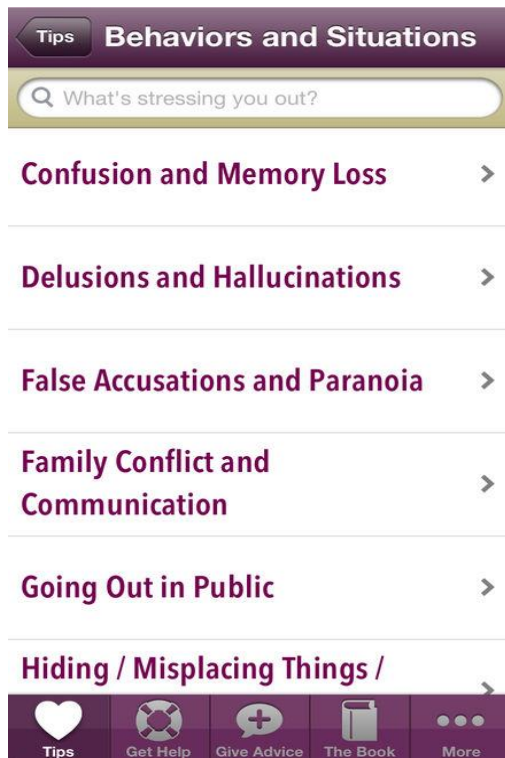 Tips
Behaviors and Situations
What's stressing you out?
Confusion and Memory Loss
Delusions and Hallucinations
False Accusations and Paranoia
Family Conflict and
Communication
Going Out in Public
Hiding / Misplacing Things /
Tips
Get Help
Give Advice
The Book
More